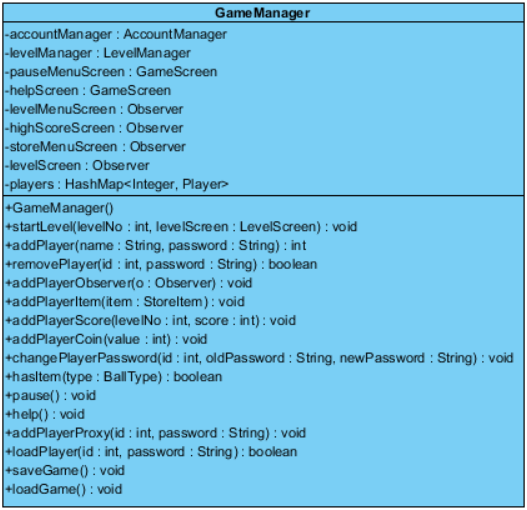 GameManager
-accountManager : AccountManager
-levelManager : LevelManager
-pauseMenuScreen : GameScreen
-helpScreen : GameScreen
-levelMenuScreen : Observer
-highScoreScreen : Observer
-storeMenuScreen : Observer
-levelScreen : Observer
-players : HashMap<Integer, Player>
+GameManager()
+startLevel(levelNo : int, levelScreen : LevelScreen) : void
+addPlayer(name : String, password : String) : int
+removePlayer(id : int, password : String) : boolean
+addPlayerObserver(o : Observer) : void
+addPlayerItem(item : StoreItem) : void
+addPlayerScore(levelNo : int, score : int) : void
+addPlayerCoin(value : int) : void
+changePlayerPassword(id : int, oldPassword : String, newPassword : String) : void
+hasItem(type : BallType) : boolean
+pause() : void
+help() : void
+addPlayerProxy(id : int, password : String) : void
+loadPlayer(id : int, password : String) : boolean
+saveGame() : void
+loadGame() : void